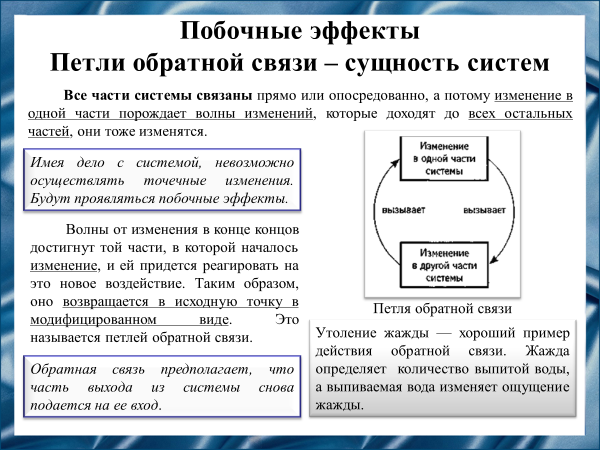 Побочные эффекты
Петли обратной связи – сущность систем
Все части системы связаны прямо или опосредованно, а потому изменение в
одной части порождает волны изменений, которые доходят до всех остальных
частей, они тоже изменятся.
Имея дело с системой, невозможно
осуществлять точечные изменения.
Будут проявляться побочные эффекты.
Волны от изменения в конце концов
достигнут той части, в которой началось
изменение, и ей придется реагировать на
это новое воздействие. Таким образом,
оно возвращается в исходную точку в
модифицированном виде. Это
называется петлей обратной связи.
Обратная связь предполагает, что
часть выхода из системы снова
подается на ее вход.
Изменение
в одной части
системы
вызывает вызывает
Изменение
в другой части
системы
Петля обратной связи
Утоление жажды — хороший пример
действия обратной связи. Жажда
определяет количество выпитой воды,
а выпиваемая вода изменяет ощущение
жажды.